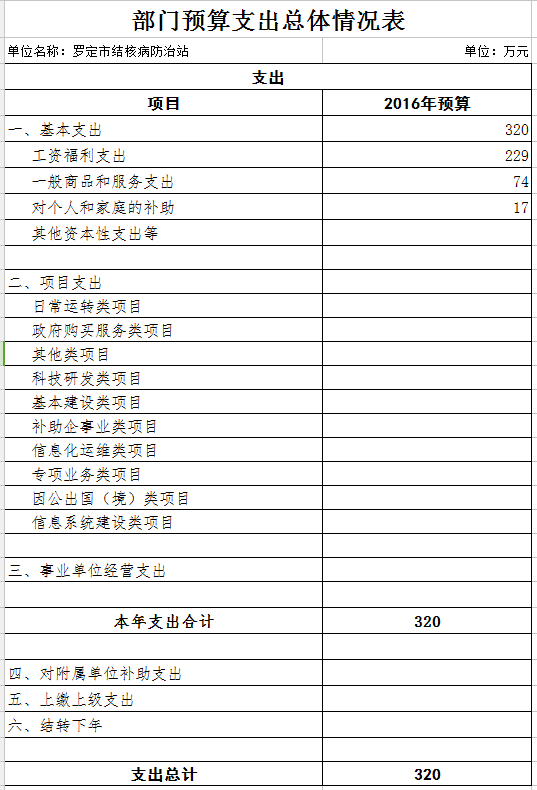 部门预算支出总体情况表
单位名称：罗定市结核病防治站 单位：万元
支出
项目 2016年预算
一、基本支出 320
工资福利支出 229
一般商品和服务支出 74
对个人和家庭的补助 17
其他资本性支出等
二、项目支出
日常运转类项目
政府购买服务类项目
其他类项目
科技研发类项目
基本建设类项目
补助企事业类项目
信息化运维类项目
专项业务类项目
因公出国（境）类项目
信息系统建设类项目
三、事业单位经营支出
本年支出合计 320
四、对附属单位补助支出
五、上缴上级支出
六、结转下年
支出总计 320